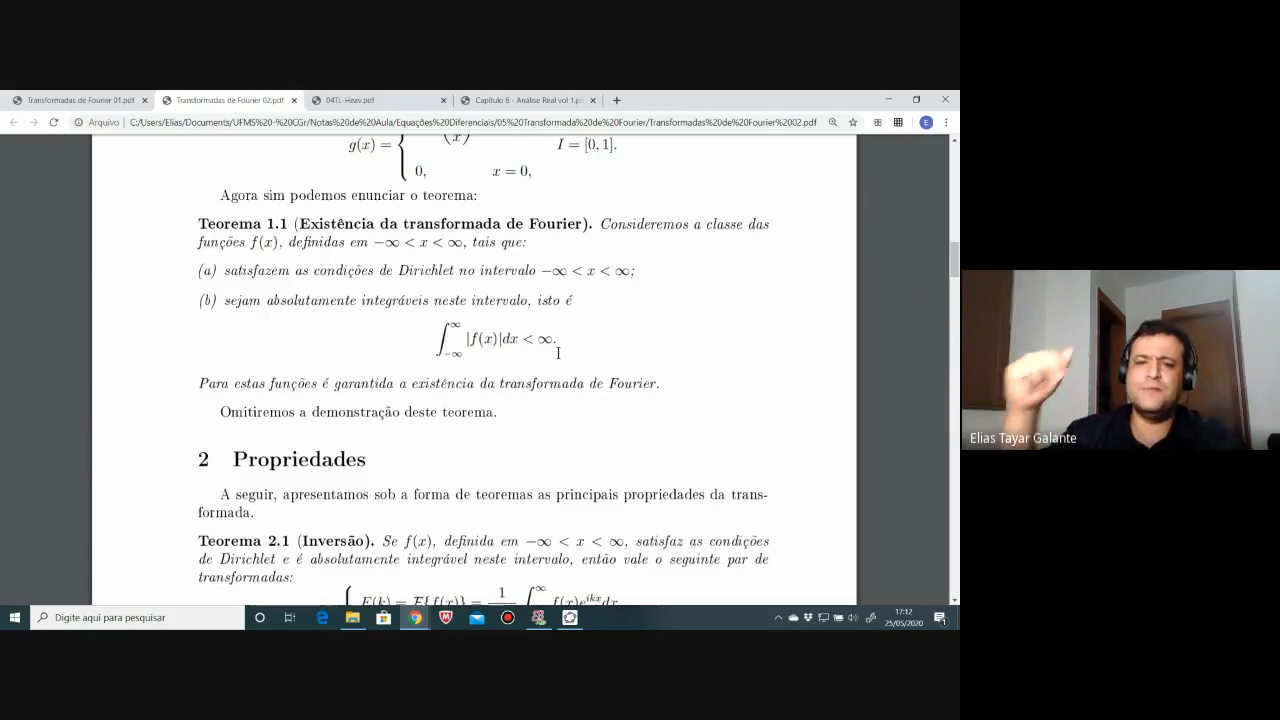 Transformadas de Fourier 01.pdf
Transformadas de Fourier 02.pdf
04TL-Heav.pdf
Capítulo 6 - Análise Real vol 1.p
Arquivo | C:/Users/Elias/Documents/UFMS%20-%20CGr/Notas%20de%20Aula/Equações%20Diferenciais/05%20Transformada%20de%20Fourier/Transformadas%20de%20Fourier%2002.pdf
E
g(x) = { (x) I = [0, 1].
0, x = 0,
Agora sim podemos enunciar o teorema:
Teorema 1.1 (Existência da transformada de Fourier). Consideremos a classe das
funções f(x), definidas em −∞ < x < ∞, tais que:
(a) satisfazem as condições de Dirichlet no intervalo −∞ < x < ∞;
(b) sejam absolutamente integráveis neste intervalo, isto é
∫_{−∞}^{∞} |f(x)|dx < ∞.
Para estas funções é garantida a existência da transformada de Fourier.
Omitiremos a demonstração deste teorema.
2 Propriedades
A seguir, apresentamos sob a forma de teoremas as principais propriedades da trans-
formada.
Teorema 2.1 (Inversão). Se f(x), definida em −∞ < x < ∞, satisfaz as condições
de Dirichlet e é absolutamente integrável neste intervalo, então vale o seguinte par de
transformadas:
F(k) = F{f(x)} = 1 ∫^{∞} f(x)e^{ikx}dx
Elias Tayar Galante
Digite aqui para pesquisar
17:12
25/05/2020